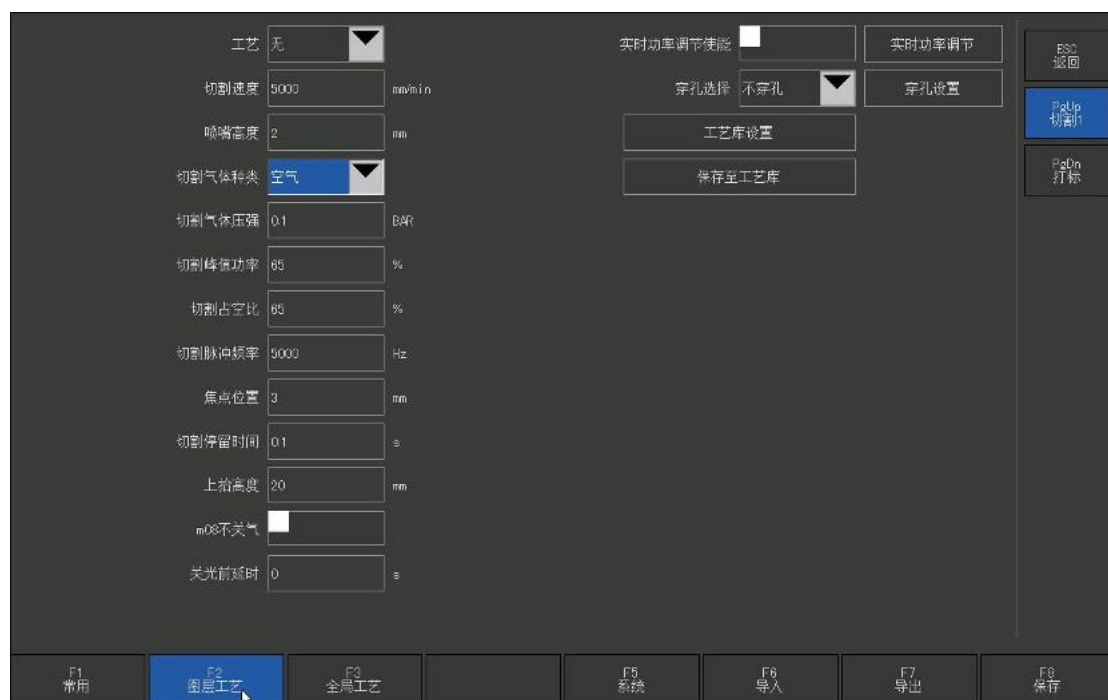 工艺 无
切割速度 5000 mm/min
喷嘴高度 2 mm
切割气体种类 空气
切割气体压强 0.1 BAR
切割峰值功率 65 %
切割占空比 65 %
切割脉冲频率 5000 Hz
焦点位置 3 mm
切割停留时间 0.1 s
上抬高度 20 mm
m08不关气
关光前延时 0 s
实时功率调节使能 实时功率调节
穿孔选择 不穿孔 穿孔设置
工艺库设置
保存至工艺库
ESC
返回
PgUp
切割1
PgDn
打标
F1
常用
F2
图层工艺
F3
全局工艺
F5
系统
F6
导入
F7
导出
F8
保存